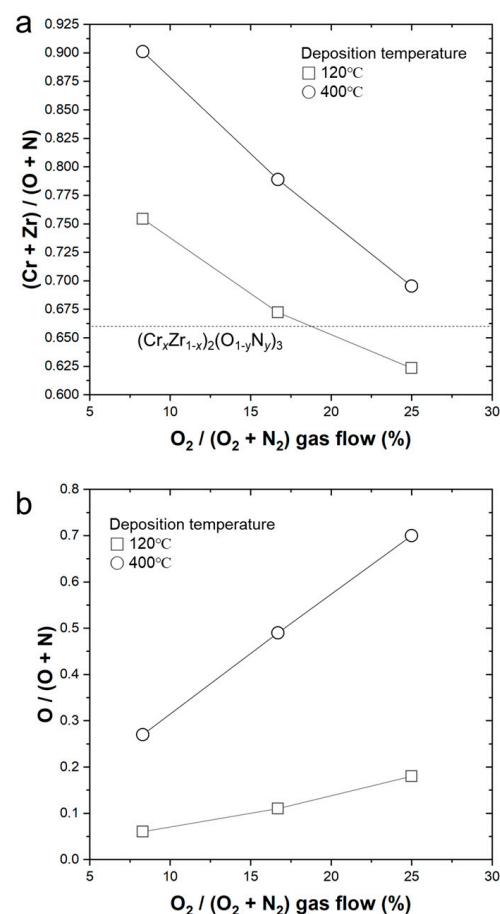 a
0.925
0.900
0.875
0.850
0.825
0.800
0.775
0.750
0.725
0.700
0.675
0.650
0.625
0.600
(Cr + Zr) / (O + N)
Deposition temperature
120℃
400℃
(CrₓZr₁₋ₓ)₂(O₁₋yNy)₃
5 10 15 20 25 30
O₂ / (O₂ + N₂) gas flow (%)
b
0.8
0.7
0.6
0.5
0.4
0.3
0.2
0.1
0.0
O / (O + N)
Deposition temperature
120℃
400℃
5 10 15 20 25 30
O₂ / (O₂ + N₂) gas flow (%)